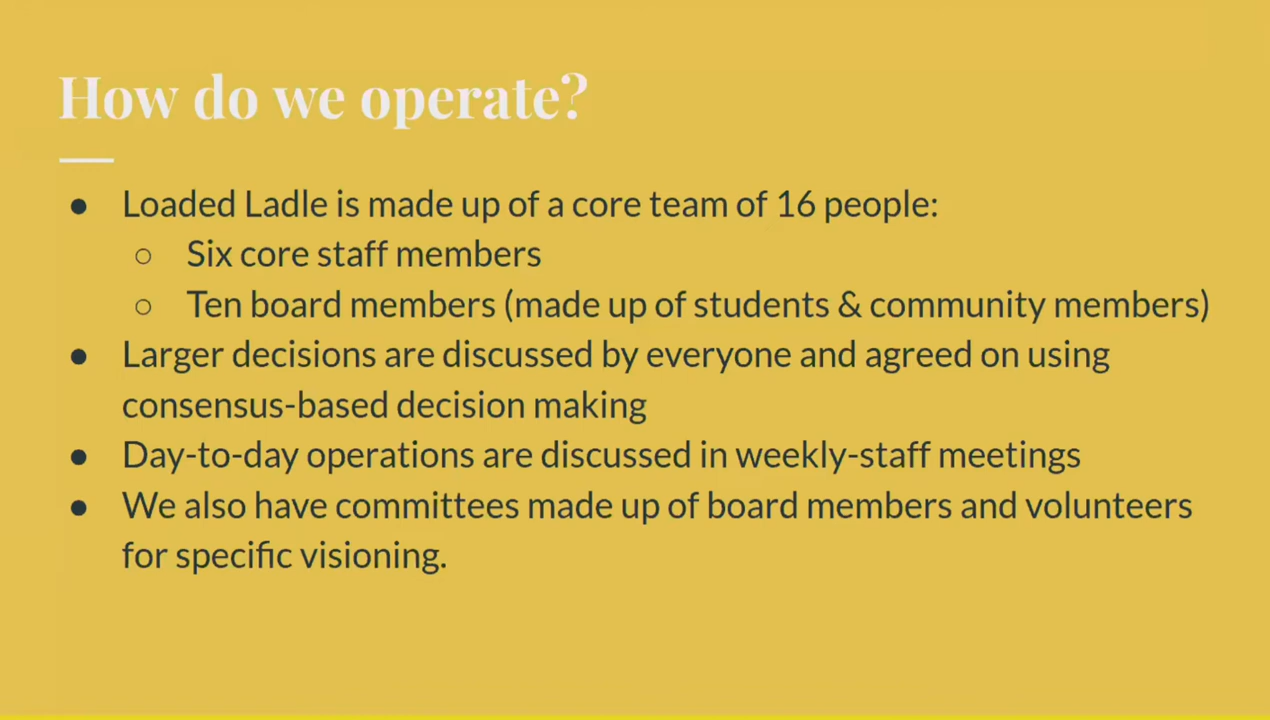 How do we operate?
● Loaded Ladle is made up of a core team of 16 people:
○ Six core staff members
○ Ten board members (made up of students & community members)
● Larger decisions are discussed by everyone and agreed on using
consensus-based decision making
● Day-to-day operations are discussed in weekly-staff meetings
● We also have committees made up of board members and volunteers
for specific visioning.